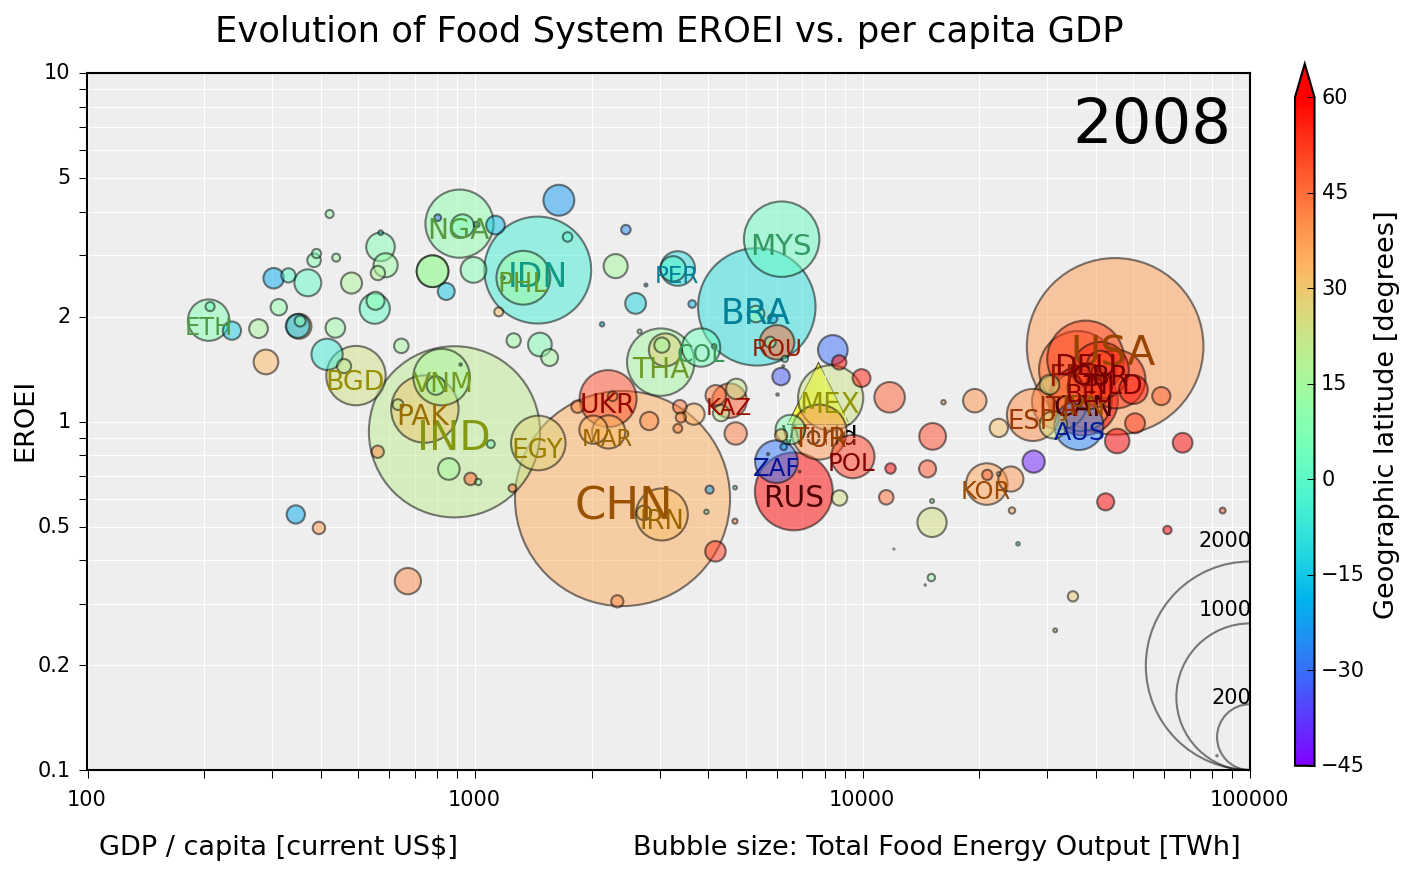 Evolution of Food System EROEI vs. per capita GDP
2008
10
5
2
1
0.5
0.2
0.1
EROEI
NGA
MYS
IDN
PER
PHL
BRA
ETH
ROU
COL
USA
THA
BGD
VNM
DEU
MEX
UKR
KAZ
PAK
ESP
IND
MAR
EGY
TUR
AUS
ZAF
POL
RUS
CHN
IRN
KOR
2000
1000
200
100
1000
10000
100000
GDP / capita [current US$]
Bubble size: Total Food Energy Output [TWh]
60
45
30
15
0
−15
−30
−45
Geographic latitude [degrees]